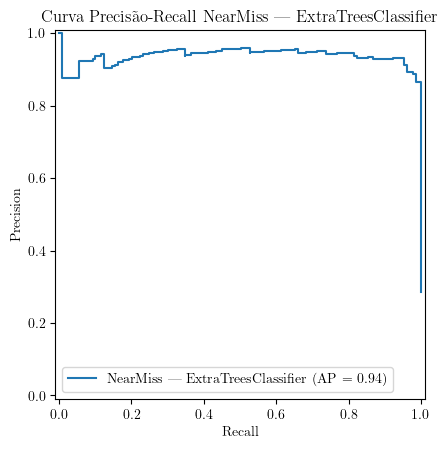 Curva Precisão-Recall NearMiss — ExtraTreesClassifier
1.0
0.8
0.6
0.4
0.2
0.0
Precision
NearMiss — ExtraTreesClassifier (AP = 0.94)
0.0 0.2 0.4 0.6 0.8 1.0
Recall